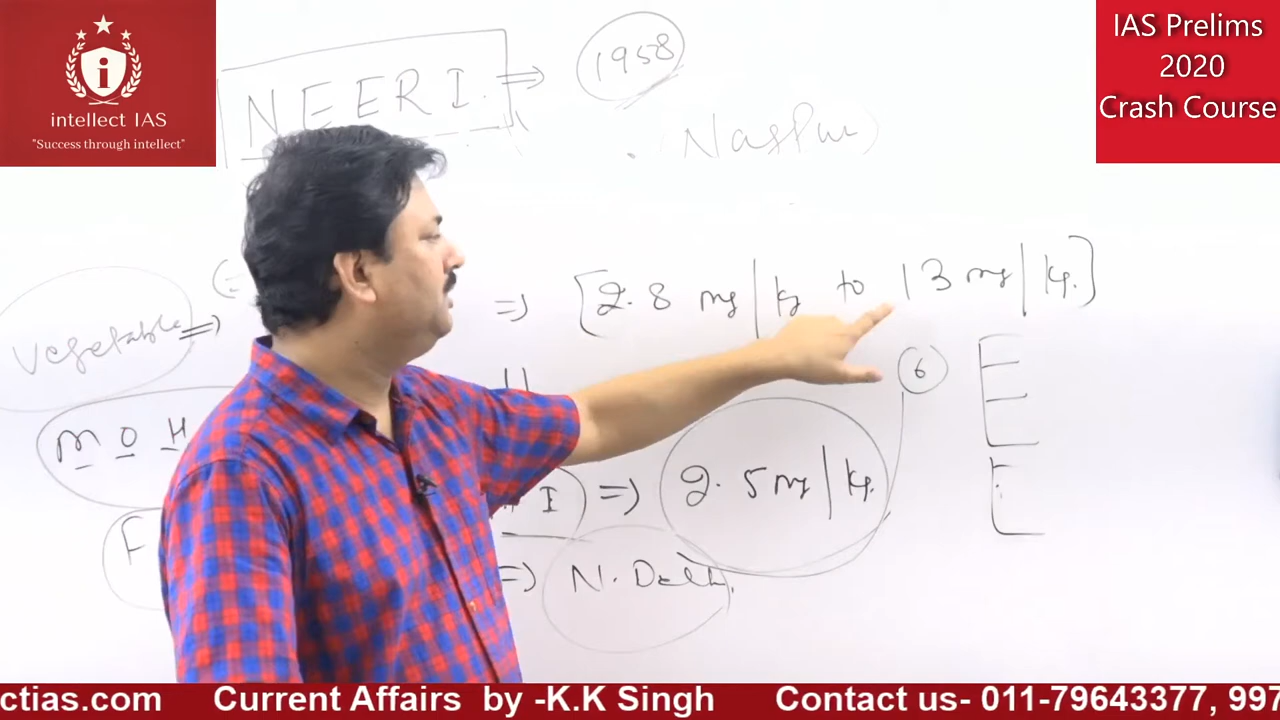 intellect IAS
"Success through intellect"
IAS Prelims
2020
Crash Course
NEERI. ⇒ 1958
Nagpur
Vegetable ⇒
⇒ [2.8 mg/kg to 13 mg/kg.]
6
M O H
I ⇒ 2.5 mg/kg.
F
⇒ N. Delhi.
ctias.com Current Affairs by -K.K Singh Contact us- 011-79643377, 997